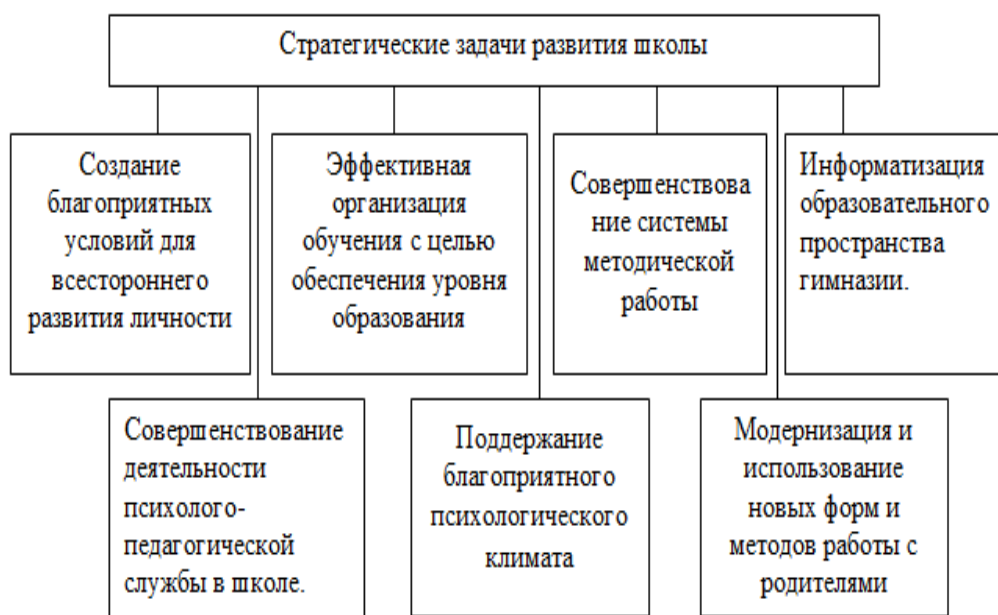 Стратегические задачи развития школы
Создание
благоприятных
условий для
всестороннего
развития личности
Эффективная
организация
обучения с целью
обеспечения уровня
образования
Совершенствова
ние системы
методической
работы
Информатизация
образовательного
пространства
гимназии.
Совершенствование
деятельности
психолого-
педагогической
службы в школе.
Поддержание
благоприятного
психологического
климата
Модернизация и
использование
новых форм и
методов работы с
родителями